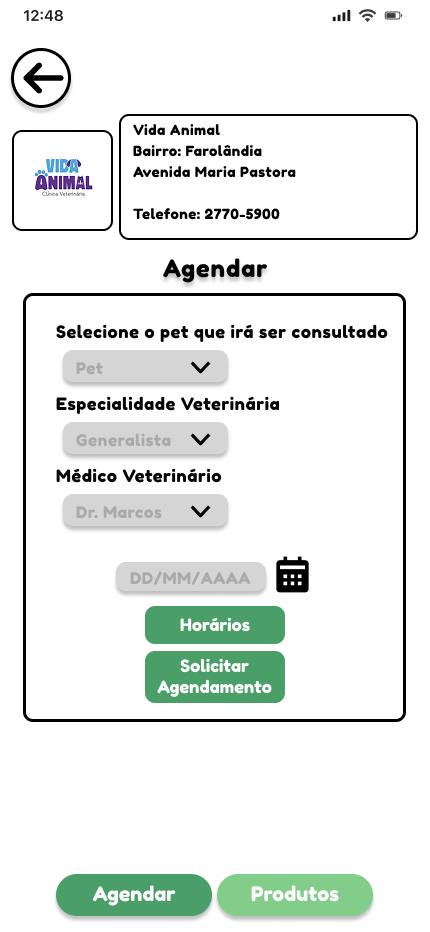 12:48
VIDA
ANIMAL
Clínica Veterinária
Vida Animal
Bairro: Farolândia
Avenida Maria Pastora
Telefone: 2770-5900
Agendar
Selecione o pet que irá ser consultado
Pet
Especialidade Veterinária
Generalista
Médico Veterinário
Dr. Marcos
DD/MM/AAAA
Horários
Solicitar
Agendamento
Agendar
Produtos